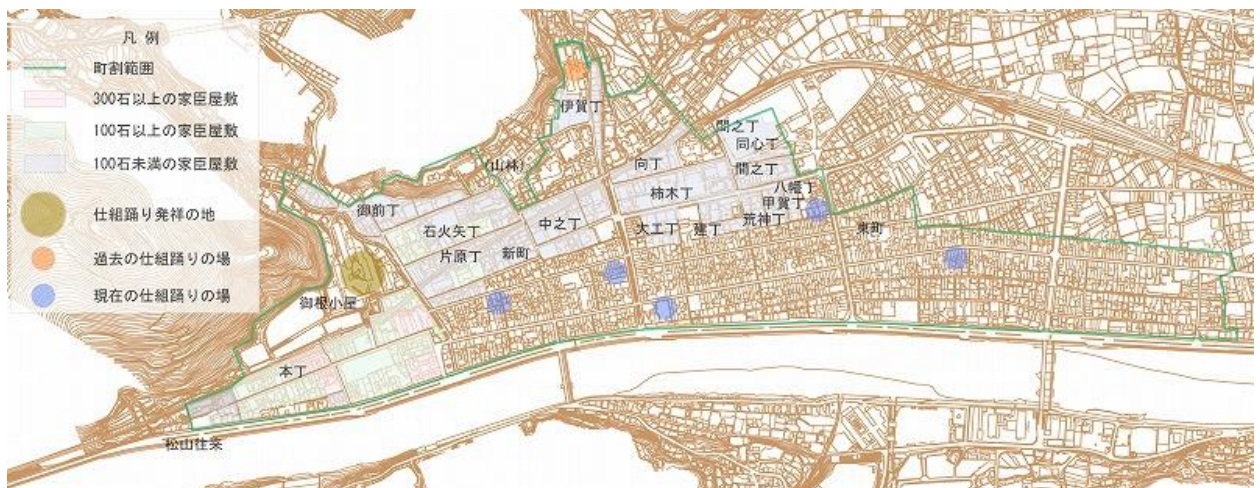 凡 例
町割範囲
300石以上の家臣屋敷
100石以上の家臣屋敷
100石未満の家臣屋敷
仕組踊り発祥の地
過去の仕組踊りの場
現在の仕組踊りの場
伊賀丁
間之丁
同心丁
(山林)
向丁
間之丁
御前丁
柿木丁
八幡丁
甲賀丁
石火矢丁
中之丁
荒神丁
大工丁
建丁
東町
片原丁
新町
御根小屋
本丁
松山往来